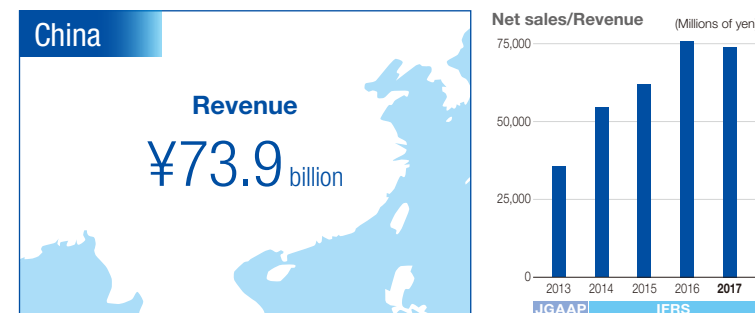 China
Revenue
¥73.9 billion
Net sales/Revenue (Millions of yen
75,000
50,000
25,000
0
2013 2014 2015 2016 2017
JGAAP IFRS